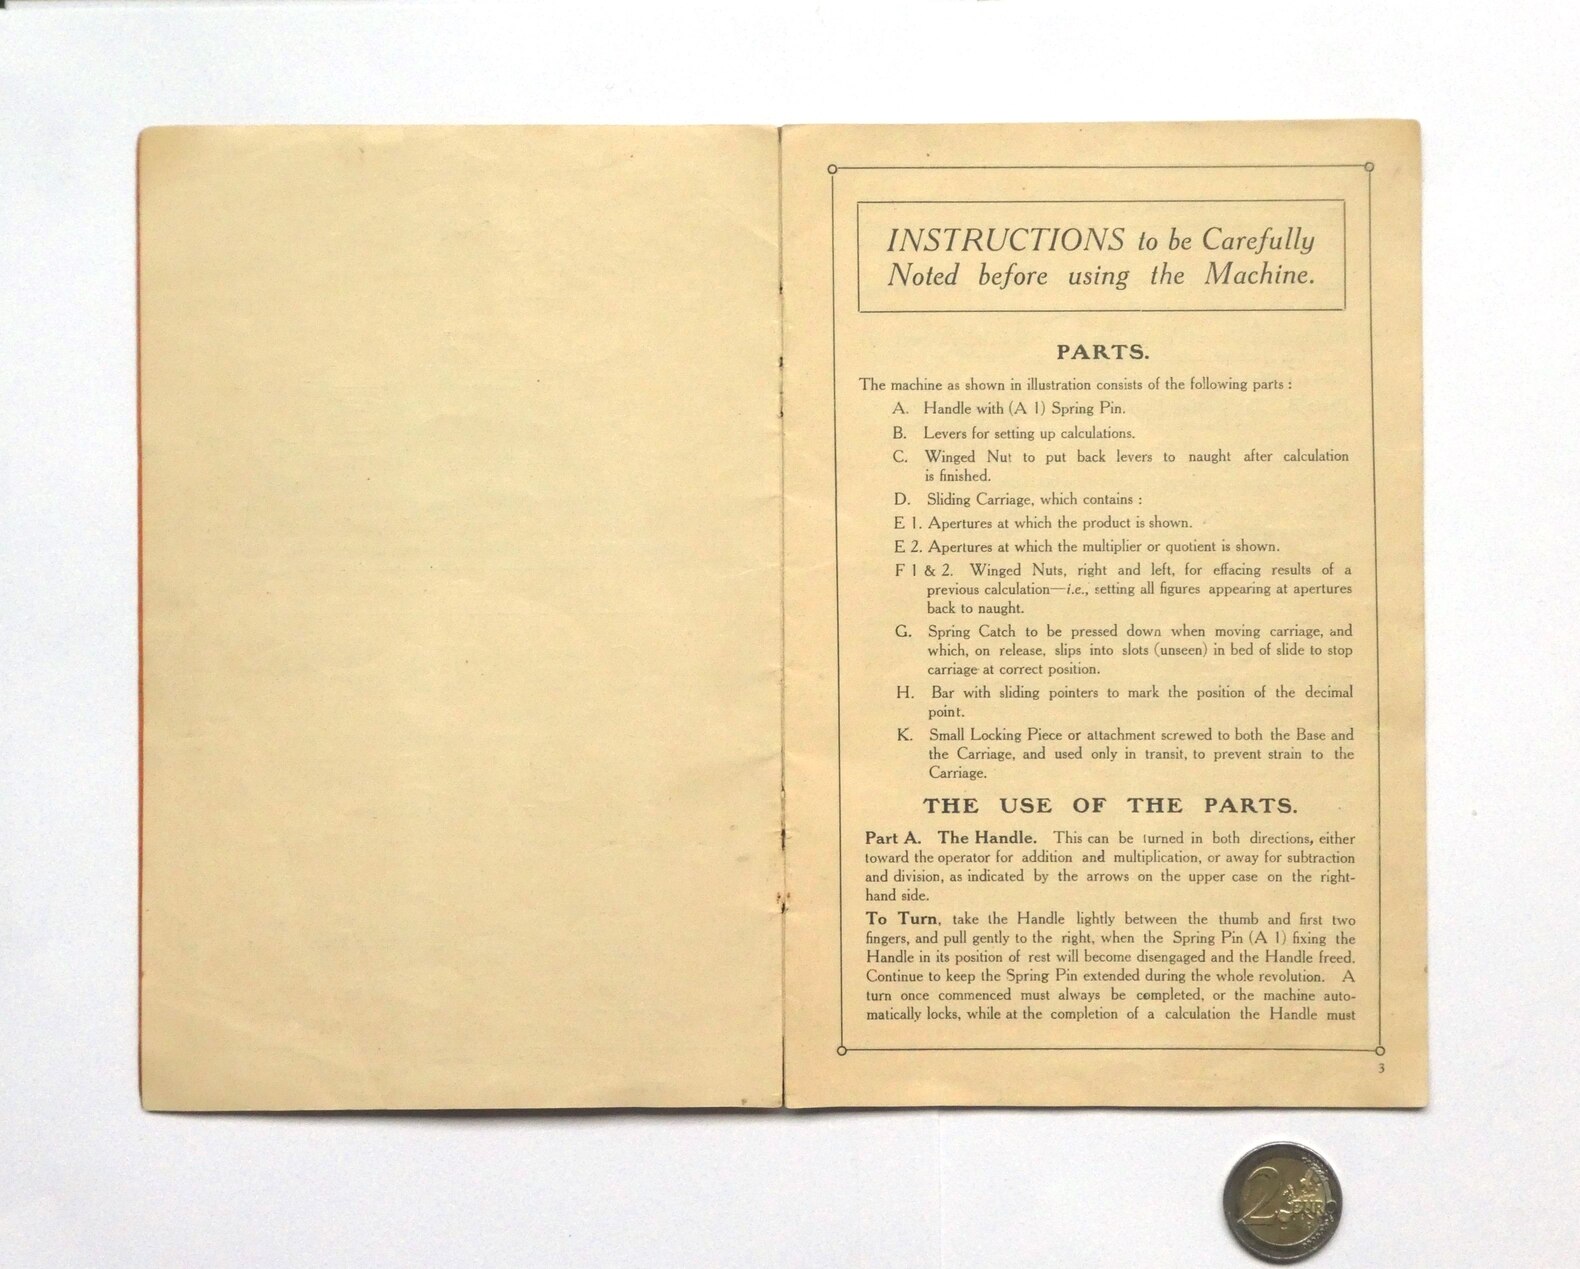 INSTRUCTIONS to be Carefully
Noted before using the Machine.
PARTS.
The machine as shown in illustration consists of the following parts :
A. Handle with (A 1) Spring Pin.
B. Levers for setting up calculations.
C. Winged Nut to put back levers to naught after calculation
is finished.
D. Sliding Carriage, which contains :
E 1. Apertures at which the product is shown.
E 2. Apertures at which the multiplier or quotient is shown.
F 1 & 2. Winged Nuts, right and left, for effacing results of a
previous calculation—i.e., setting all figures appearing at apertures
back to naught.
G. Spring Catch to be pressed down when moving carriage, and
which, on release, slips into slots (unseen) in bed of slide to stop
carriage at correct position.
H. Bar with sliding pointers to mark the position of the decimal
point.
K. Small Locking Piece or attachment screwed to both the Base and
the Carriage, and used only in transit, to prevent strain to the
Carriage.
THE USE OF THE PARTS.
Part A. The Handle. This can be turned in both directions, either
toward the operator for addition and multiplication, or away for subtraction
and division, as indicated by the arrows on the upper case on the right-
hand side.
To Turn, take the Handle lightly between the thumb and first two
fingers, and pull gently to the right, when the Spring Pin (A 1) fixing the
Handle in its position of rest will become disengaged and the Handle freed.
Continue to keep the Spring Pin extended during the whole revolution. A
turn once commenced must always be completed, or the machine auto-
matically locks, while at the completion of a calculation the Handle must
3
2 EURO